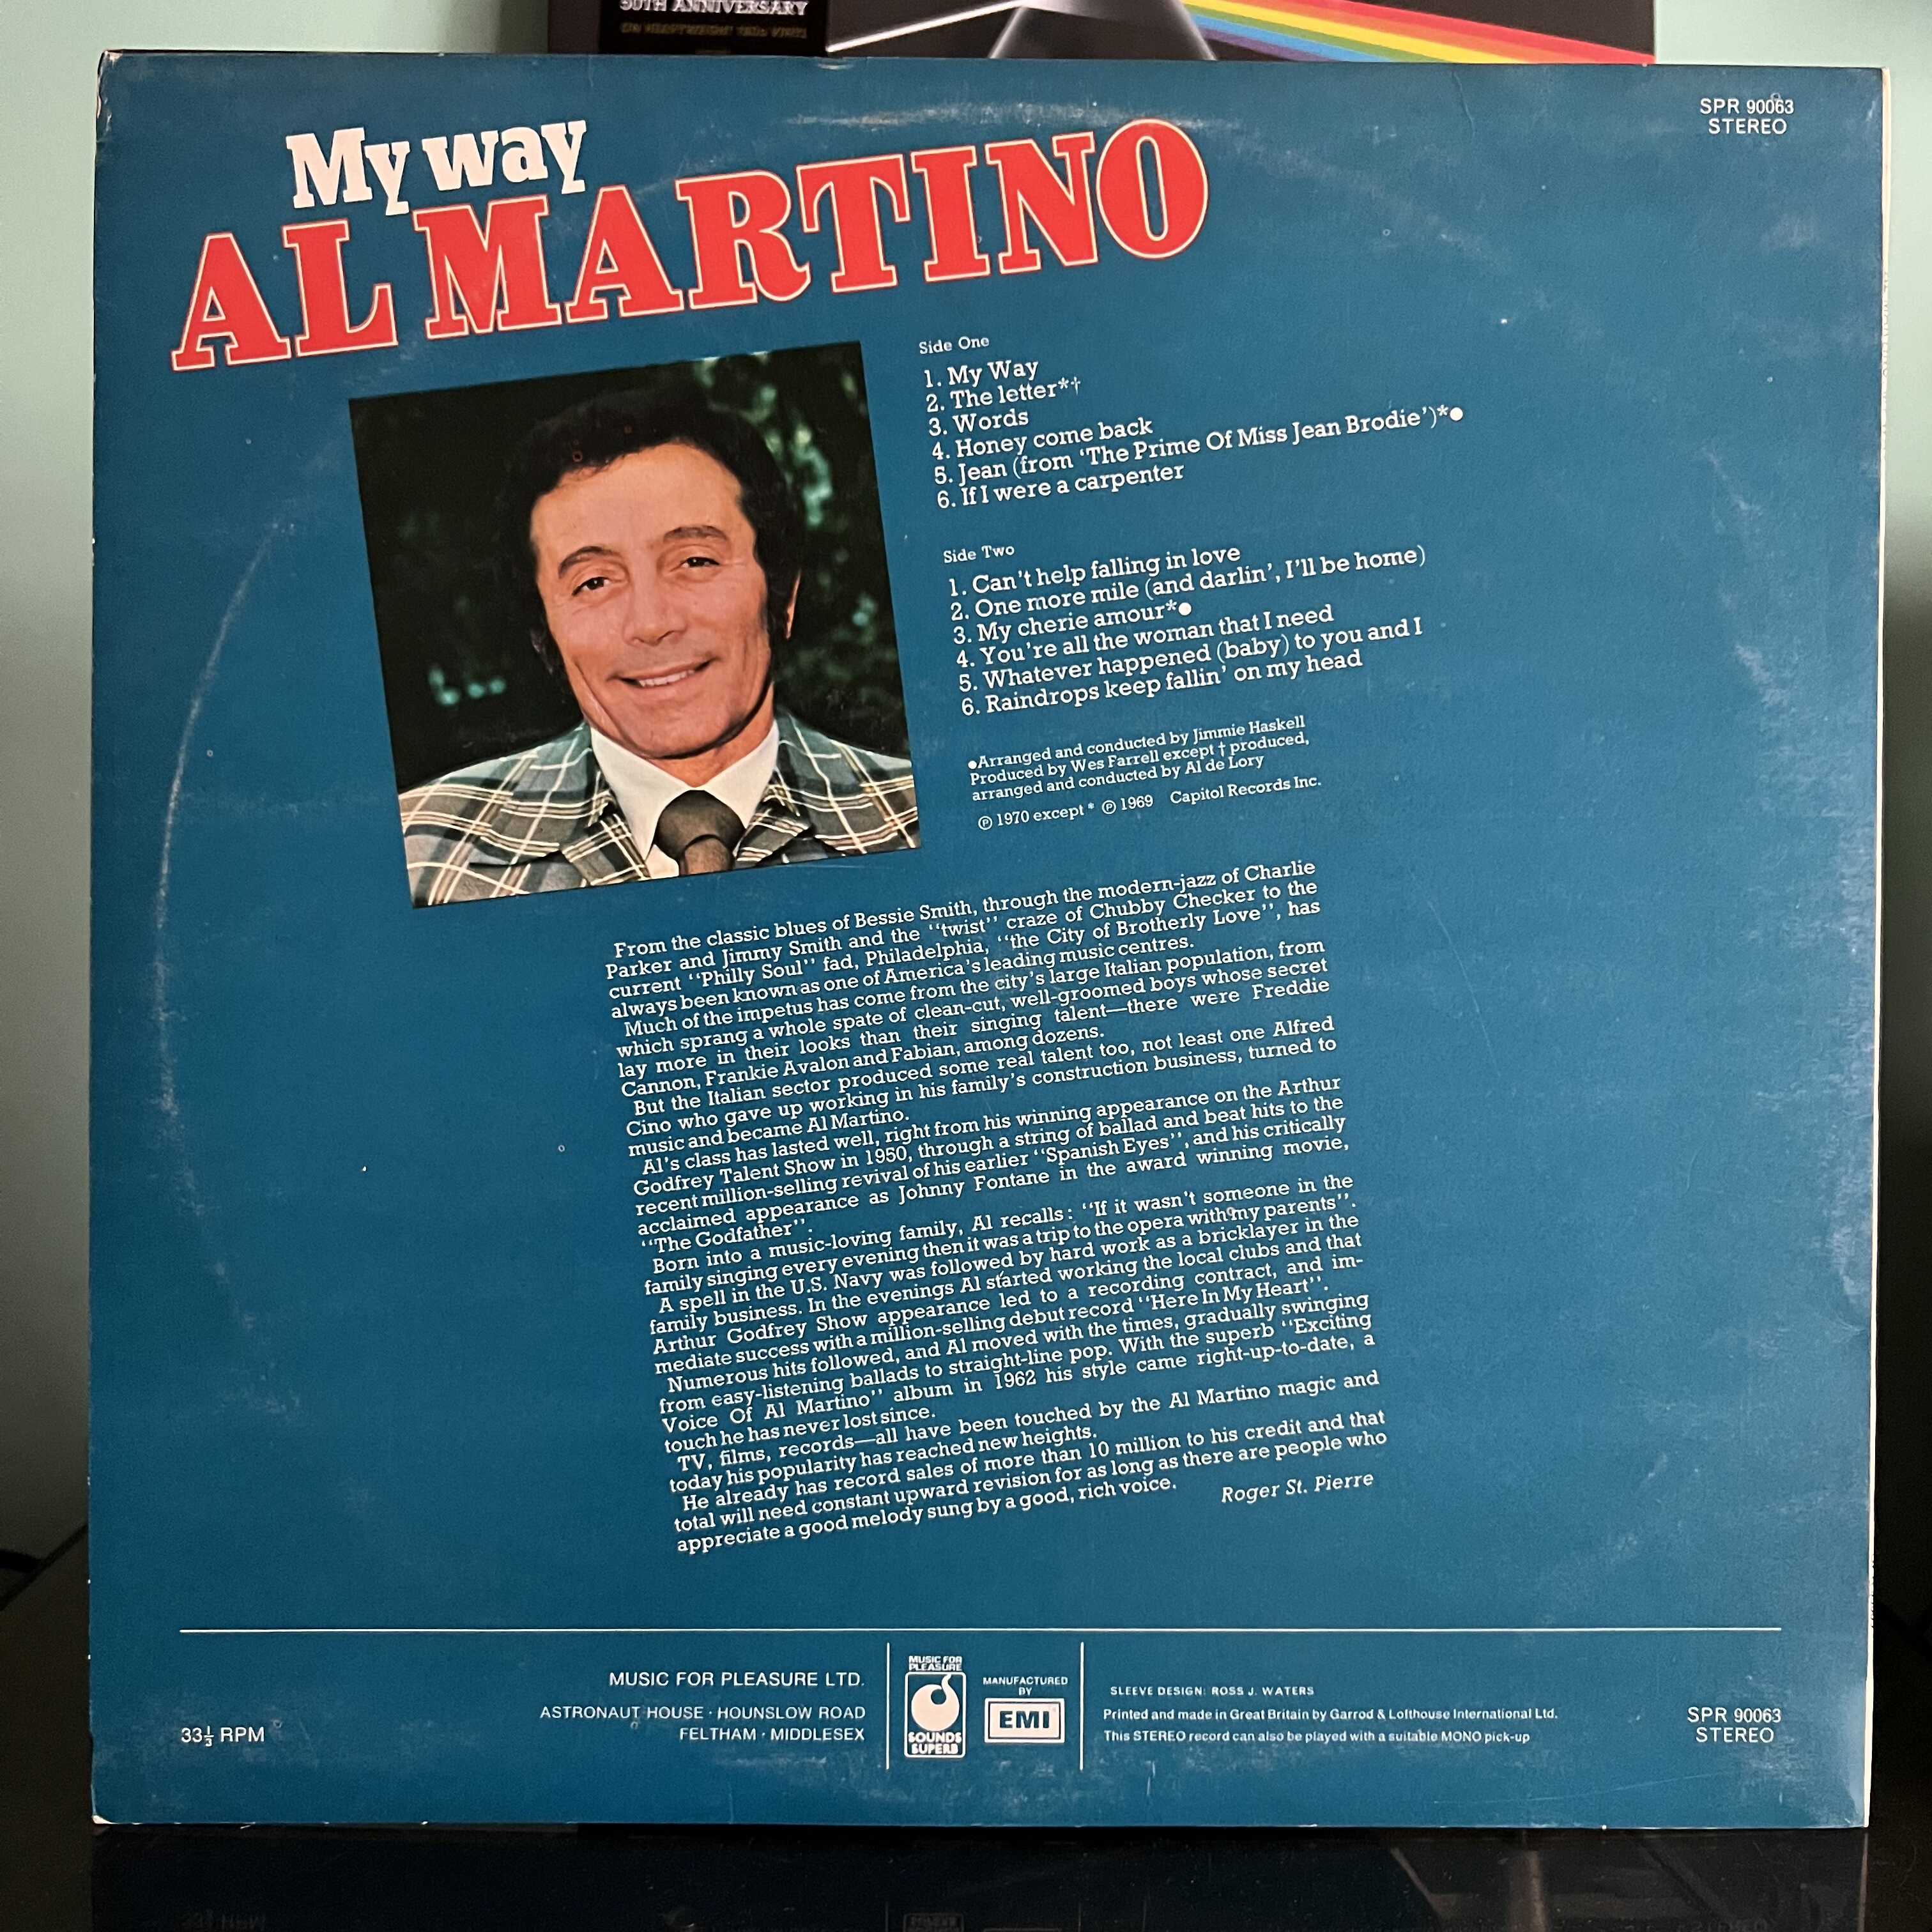 50TH ANNIVERSARY
SPR 90063
STEREO
My way
AL MARTINO
Side One
1. My Way
2. The letter*†
3. Words
4. Honey come back
5. Jean (from ‘The Prime Of Miss Jean Brodie’)*●
6. If I were a carpenter
Side Two
1. Can’t help falling in love
2. One more mile (and darlin’, I’ll be home)
3. My cherie amour*●
4. You’re all the woman that I need
5. Whatever happened (baby) to you and I
6. Raindrops keep fallin’ on my head
●Arranged and conducted by Jimmie Haskell
Produced by Wes Farrell except † produced,
arranged and conducted by Al de Lory
℗ 1970 except * ℗ 1969 Capitol Records Inc.
From the classic blues of Bessie Smith, through the modern-jazz of Charlie
Parker and Jimmy Smith and the ‘‘twist’’ craze of Chubby Checker to the
current ‘‘Philly Soul’’ fad, Philadelphia, ‘‘the City of Brotherly Love’’, has
always been known as one of America’s leading music centres.
Much of the impetus has come from the city’s large Italian population, from
which sprang a whole spate of clean-cut, well-groomed boys whose secret
lay more in their looks than their singing talent—there were Freddie
Cannon, Frankie Avalon and Fabian, among dozens.
But the Italian sector produced some real talent too, not least one Alfred
Cino who gave up working in his family’s construction business, turned to
music and became Al Martino.
Al’s class has lasted well, right from his winning appearance on the Arthur
Godfrey Talent Show in 1950, through a string of ballad and beat hits to the
recent million-selling revival of his earlier ‘‘Spanish Eyes’’, and his critically
acclaimed appearance as Johnny Fontane in the award winning movie,
‘‘The Godfather’’.
Born into a music-loving family, Al recalls: ‘‘If it wasn’t someone in the
family singing every evening then it was a trip to the opera with my parents’’.
A spell in the U.S. Navy was followed by hard work as a bricklayer in the
family business. In the evenings Al started working the local clubs and that
Arthur Godfrey Show appearance led to a recording contract, and im-
mediate success with a million-selling debut record ‘‘Here In My Heart’’.
Numerous hits followed, and Al moved with the times, gradually swinging
from easy-listening ballads to straight-line pop. With the superb ‘‘Exciting
Voice Of Al Martino’’ album in 1962 his style came right-up-to-date, a
touch he has never lost since.
TV, films, records—all have been touched by the Al Martino magic and
today his popularity has reached new heights.
He already has record sales of more than 10 million to his credit and that
total will need constant upward revision for as long as there are people who
appreciate a good melody sung by a good, rich voice.
Roger St. Pierre
33⅓ RPM
MUSIC FOR PLEASURE LTD.
ASTRONAUT HOUSE · HOUNSLOW ROAD
FELTHAM · MIDDLESEX
MUSIC FOR
PLEASURE
SOUNDS
SUPERB
MANUFACTURED
BY
EMI
SLEEVE DESIGN: ROSS J. WATERS
Printed and made in Great Britain by Garrod & Lofthouse International Ltd.
This STEREO record can also be played with a suitable MONO pick-up
SPR 90063
STEREO